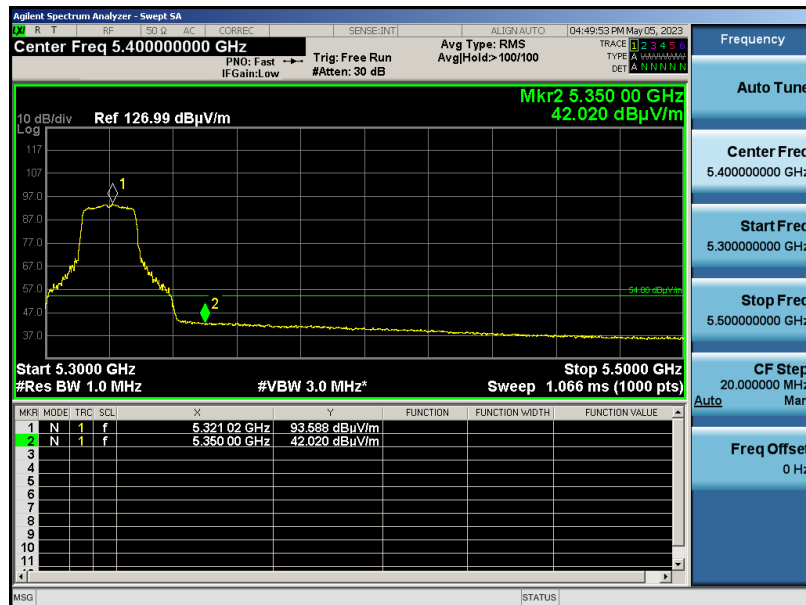 Agilent Spectrum Analyzer - Swept SA
LXI R T RF 50 Ω AC CORREC SENSE:INT ALIGN AUTO 04:49:53 PM May 05, 2023
Center Freq 5.400000000 GHz
PNO: Fast
IFGain:Low
Trig: Free Run
#Atten: 30 dB
Avg Type: RMS
Avg|Hold:>100/100
TRACE 1 2 3 4 5 6
TYPE A WWWWW
DET A N N N N N
Mkr2 5.350 00 GHz
42.020 dBµV/m
10 dB/div Ref 126.99 dBµV/m
Log
117
107
97.0
87.0
77.0
67.0
57.0
47.0
37.0
1
2
54.00 dBµV/m
Start 5.3000 GHz Stop 5.5000 GHz
#Res BW 1.0 MHz #VBW 3.0 MHz* Sweep 1.066 ms (1000 pts)
MKR MODE TRC SCL X Y FUNCTION FUNCTION WIDTH FUNCTION VALUE
1 N 1 f 5.321 02 GHz 93.588 dBµV/m
2 N 1 f 5.350 00 GHz 42.020 dBµV/m
3
4
5
6
7
8
9
10
11
MSG STATUS
Frequency
Auto Tune
Center Freq
5.400000000 GHz
Start Freq
5.300000000 GHz
Stop Freq
5.500000000 GHz
CF Step
20.000000 MHz
Auto Man
Freq Offset
0 Hz